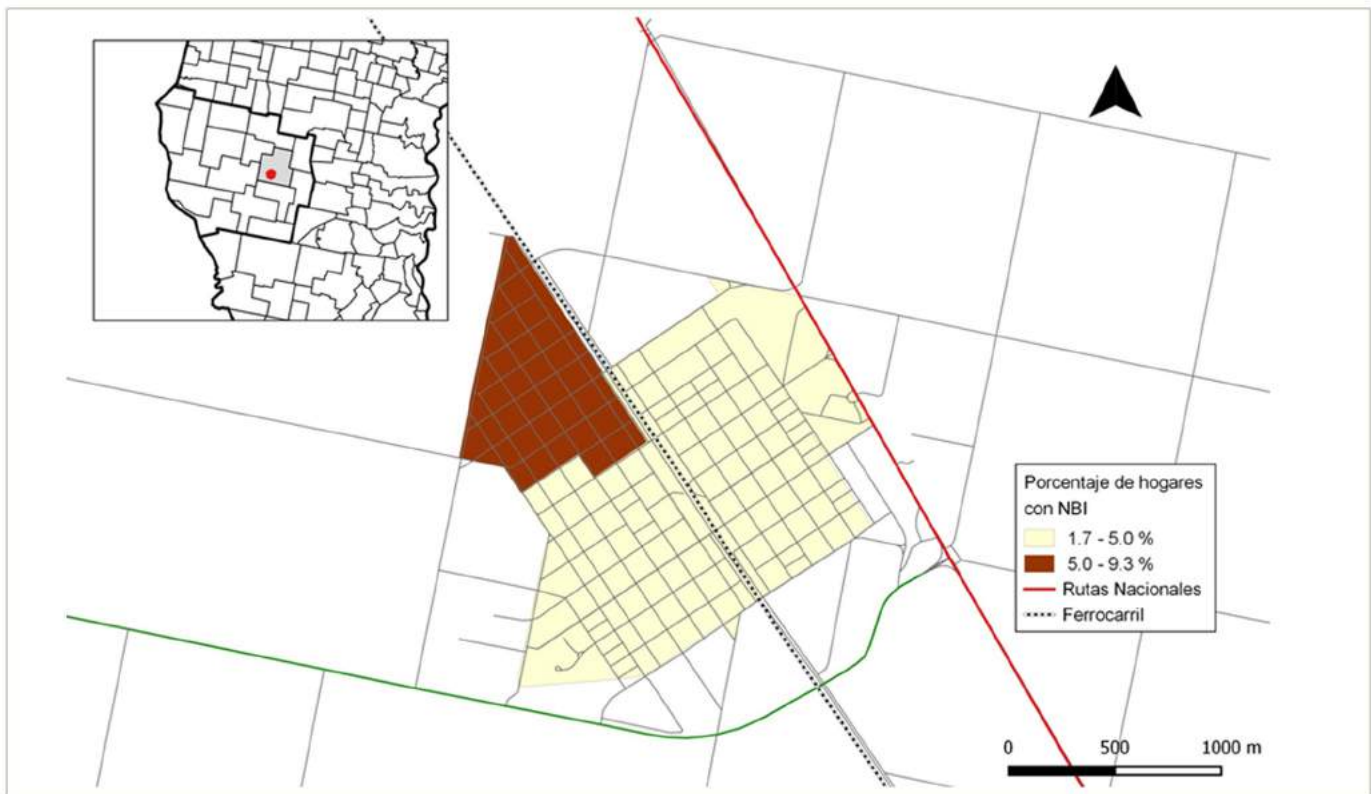 Porcentaje de hogares
con NBI
1.7 - 5.0 %
5.0 - 9.3 %
Rutas Nacionales
Ferrocarril
0 500 1000 m